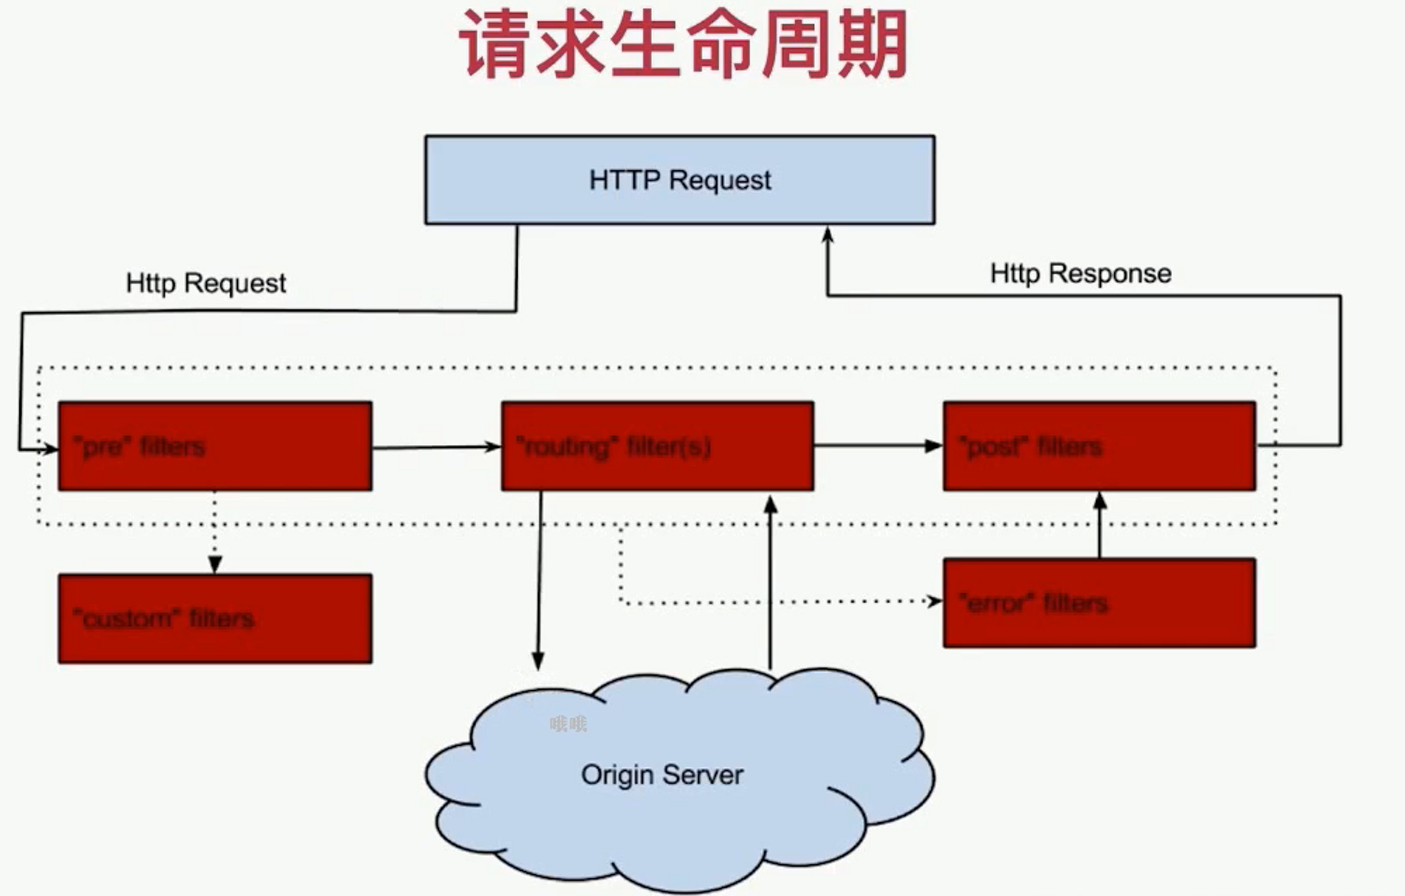 请求生命周期
HTTP Request
Http Request
Http Response
"pre" filters
"routing" filter(s)
"post" filters
"custom" filters
"error" filters
哦哦
Origin Server